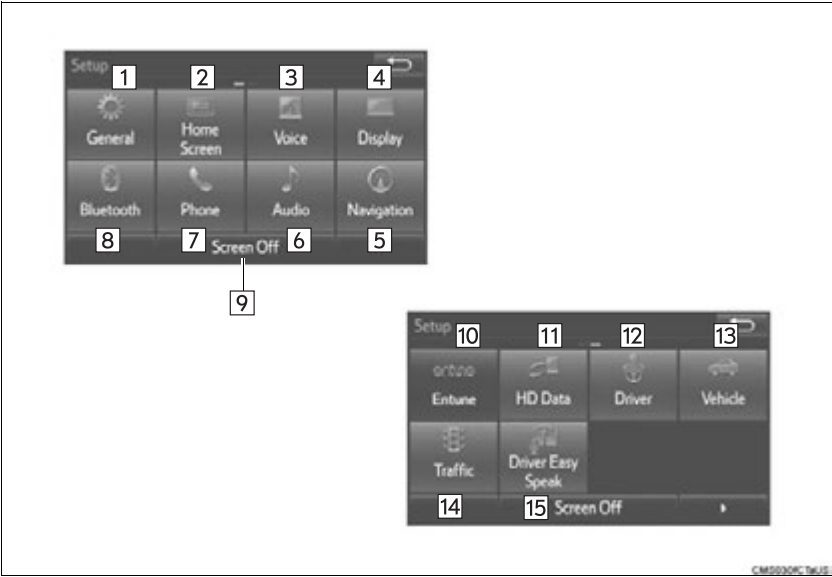 Setup
1 2 3 4
General Home Screen Voice Display
Bluetooth Phone Audio Navigation
8 7 6 5
Screen Off
9
Setup
10 11 12 13
entune
Entune HD Data Driver Vehicle
Traffic Driver Easy Speak
14 15 Screen Off